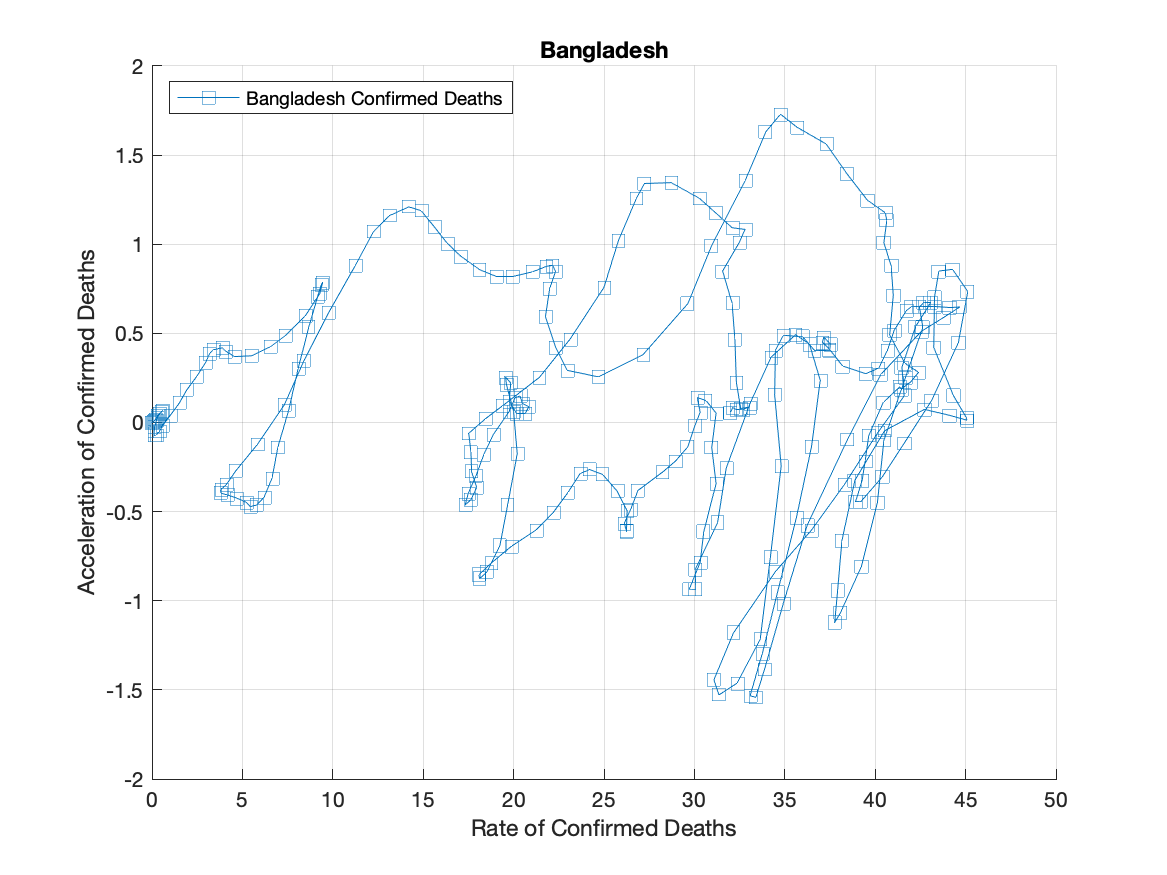 Bangladesh
Bangladesh Confirmed Deaths
2
1.5
1
0.5
0
-0.5
-1
-1.5
-2
Acceleration of Confirmed Deaths
0 5 10 15 20 25 30 35 40 45 50
Rate of Confirmed Deaths